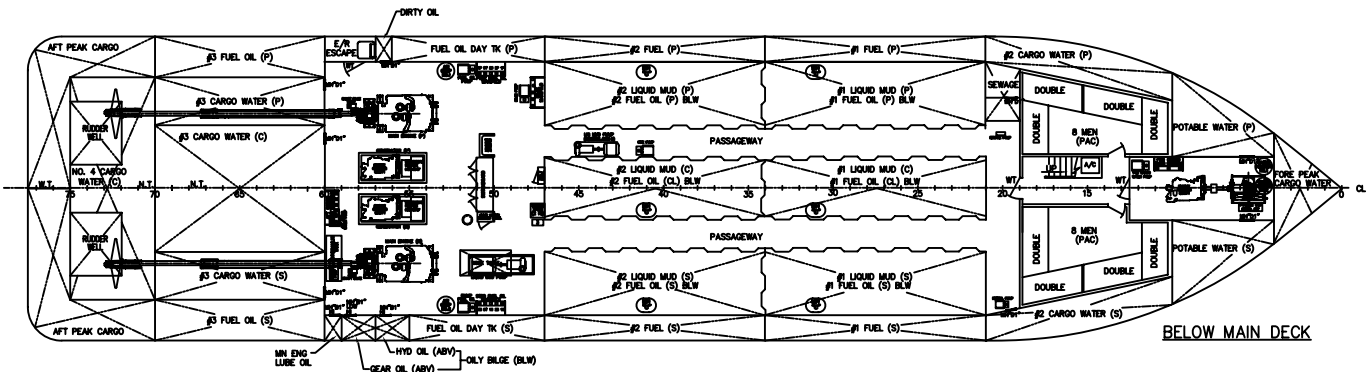 DIRTY OIL
AFT PEAK CARGO
#3 FUEL OIL (P)
E/R
ESCAPE
FUEL OIL DAY TK (P)
#2 FUEL (P)
#1 FUEL (P)
#2 CARGO WATER (P)
WT
#3 CARGO WATER (P)
#2 LIQUID MUD (P)
#2 FUEL OIL (P) BLW
#1 LIQUID MUD (P)
#1 FUEL OIL (P) BLW
SEWAGE
DOUBLE
DOUBLE
DOUBLE
DOUBLE
8 MEN
(PAC)
POTABLE WATER (P)
RUDDER
WELL
#3 CARGO WATER (C)
PASSAGEWAY
NO. 4 CARGO
WATER (C)
#2 LIQUID MUD (C)
#2 FUEL OIL (CL) BLW
#1 LIQUID MUD (C)
#1 FUEL OIL (CL) BLW
UP
A/C
WT
WT
FORE PEAK
CARGO WATER
W.T.
75
N.T.
70
N.T.
65
50
45
35
30
25
20
15
10
0
CL
RUDDER
WELL
PASSAGEWAY
8 MEN
(PAC)
DOUBLE
DOUBLE
DOUBLE
DOUBLE
POTABLE WATER (S)
#3 CARGO WATER (S)
#2 LIQUID MUD (S)
#2 FUEL OIL (S) BLW
#1 LIQUID MUD (S)
#1 FUEL OIL (S) BLW
#2 CARGO WATER (S)
AFT PEAK CARGO
#3 FUEL OIL (S)
FUEL OIL DAY TK (S)
#2 FUEL (S)
#1 FUEL (S)
BELOW MAIN DECK
MN ENG
LUBE OIL
HYD OIL (ABV)
OILY BILGE (BLW)
GEAR OIL (ABV)